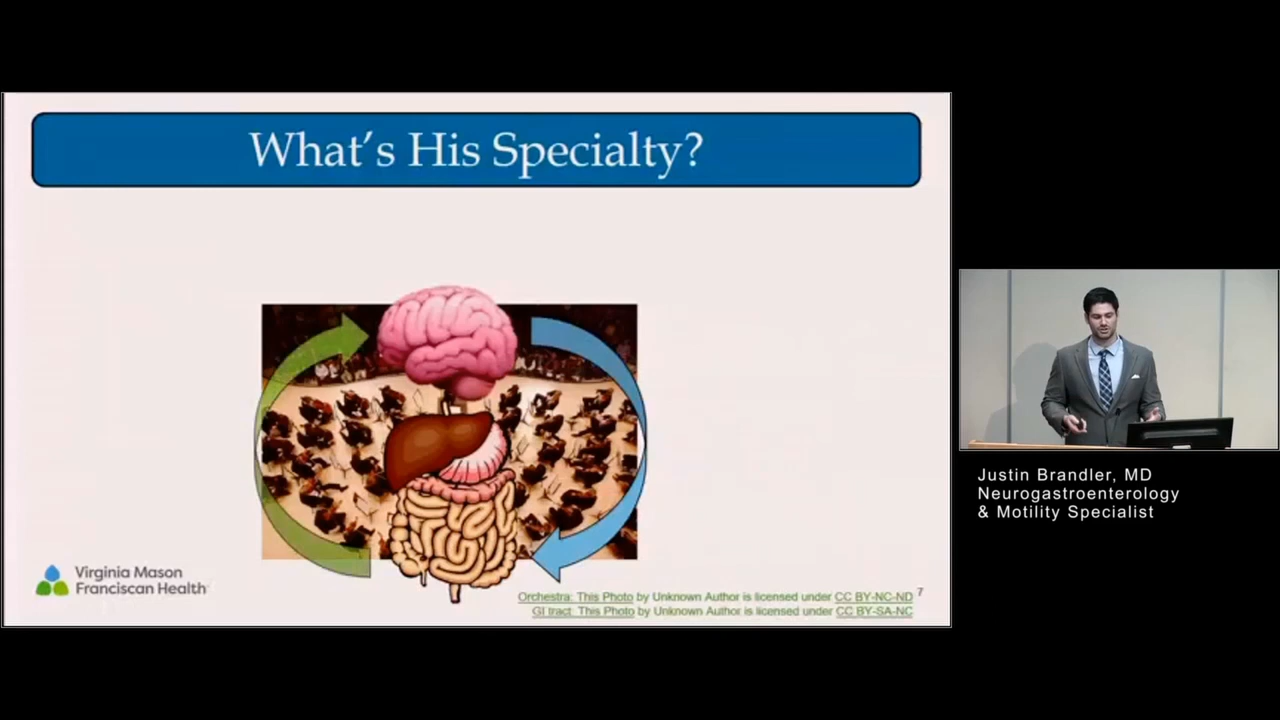 What's His Specialty?
Virginia Mason
Franciscan Health
Orchestra: This Photo by Unknown Author is licensed under CC BY-NC-ND
7
GI tract: This Photo by Unknown Author is licensed under CC BY-SA-NC
Justin Brandler, MD
Neurogastroenterology
& Motility Specialist